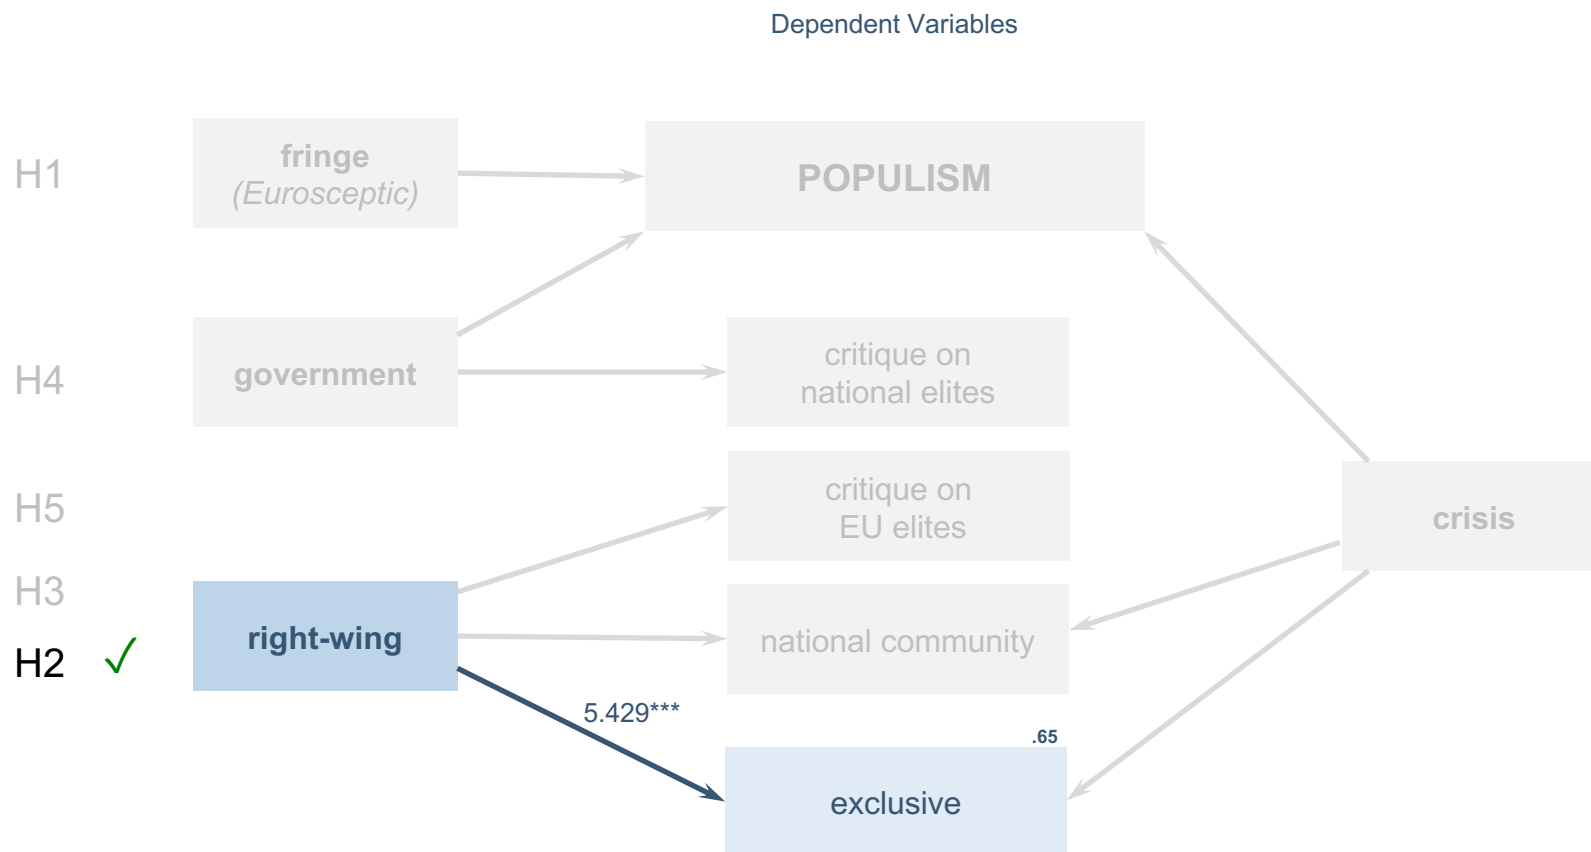 Dependent Variables
H1
fringe
(Eurosceptic)
POPULISM
H4
government
critique on
national elites
H5
critique on
EU elites
crisis
H3
H2 ✓
right-wing
national community
5.429***
.65
exclusive